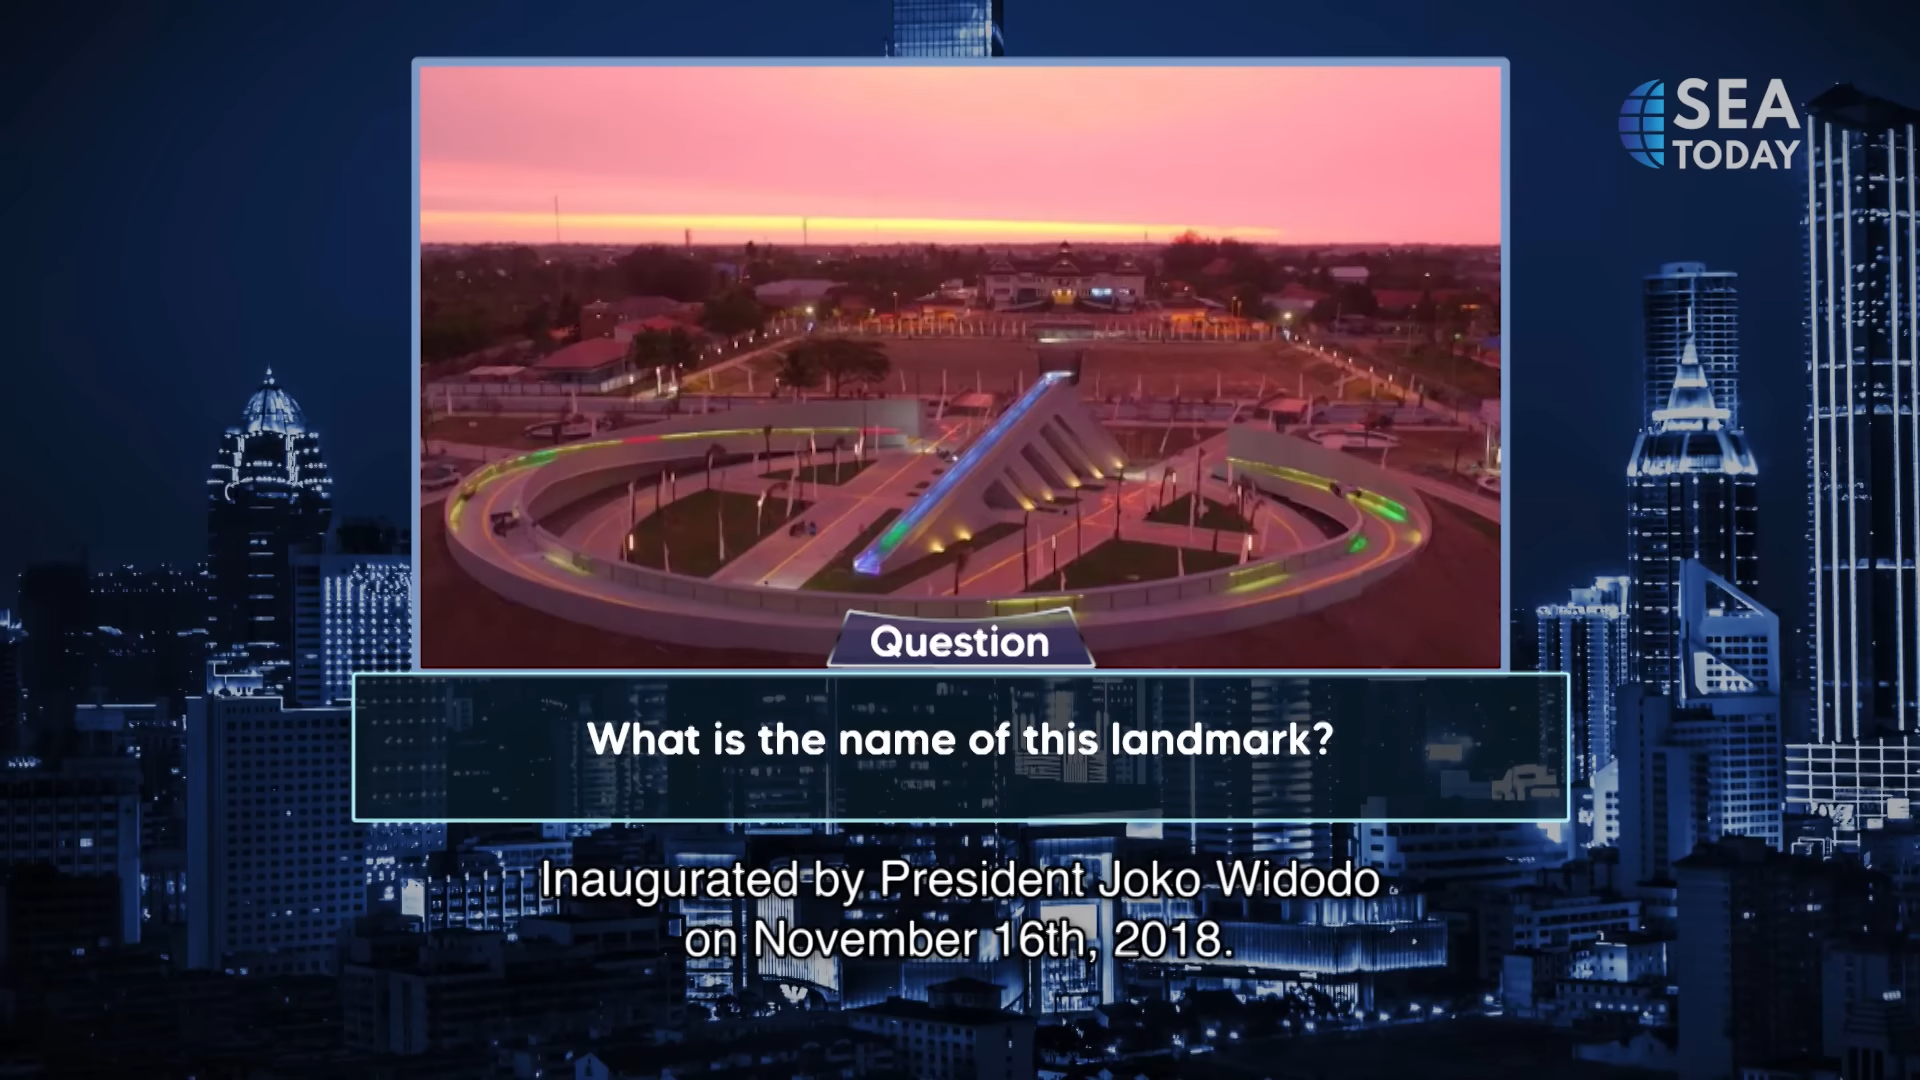 SEA
TODAY
Question
What is the name of this landmark?
Inaugurated by President Joko Widodo
on November 16th, 2018.